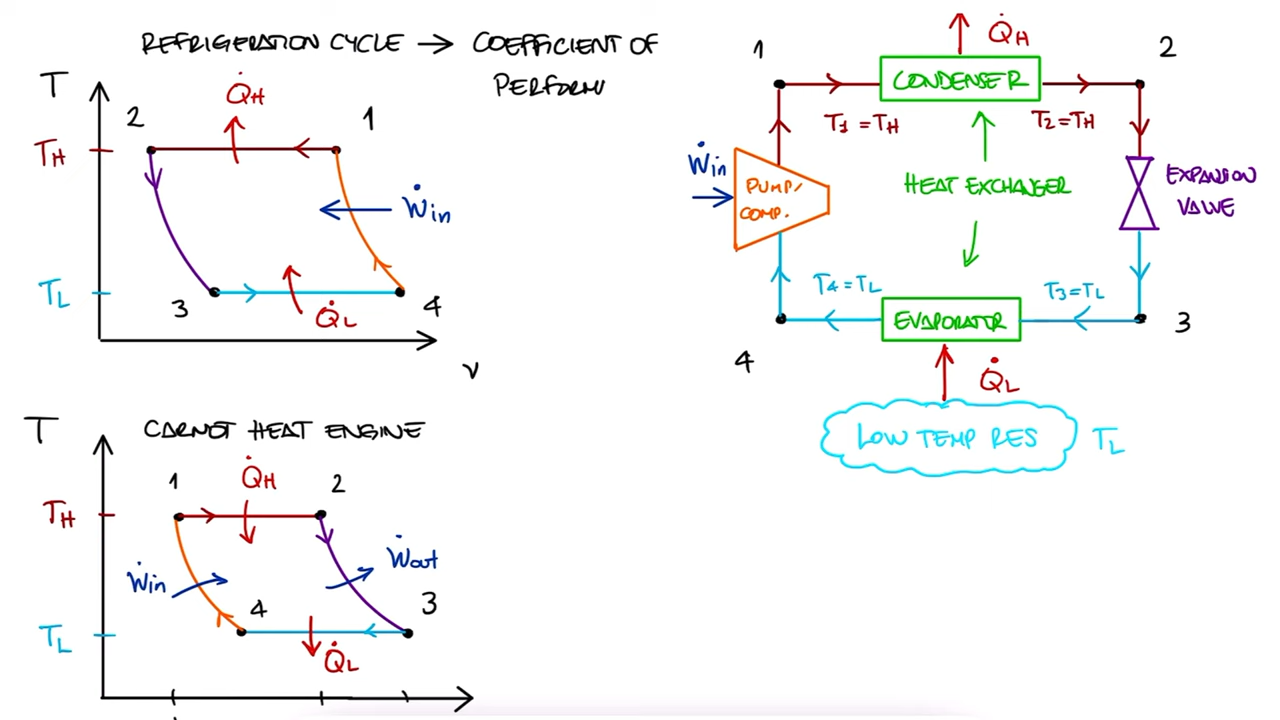 REFRIGERATION CYCLE → COEFFICIENT OF
PERFORM
T
2
Q̇H
1
TH
Ẇin
TL
3
Q̇L
4
v
1
Q̇H
2
CONDENSER
T1 = TH
T2 = TH
Ẇin
PUMP/
COMP.
HEAT EXCHANGER
EXPANSION
VALVE
T4 = TL
T3 = TL
EVAPORATOR
3
4
Q̇L
LOW TEMP RES
TL
T
CARNOT HEAT ENGINE
1
Q̇H
2
TH
Ẇin
Ẇout
4
3
TL
Q̇L